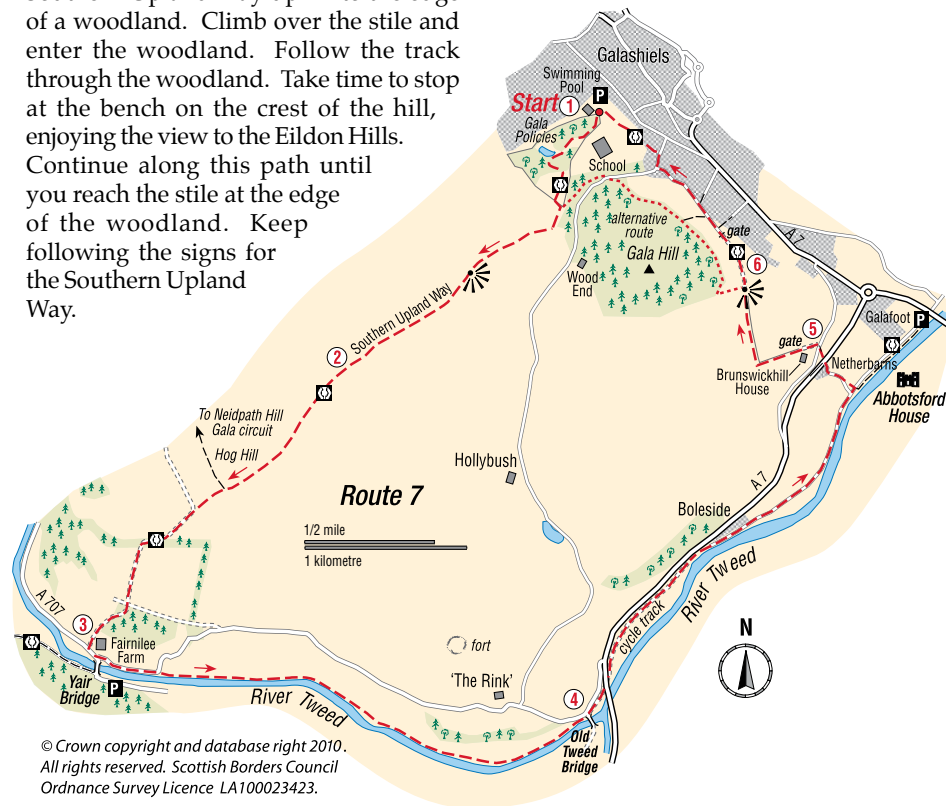 of a woodland. Climb over the stile and
enter the woodland. Follow the track
through the woodland. Take time to stop
at the bench on the crest of the hill,
enjoying the view to the Eildon Hills.
Continue along this path until
you reach the stile at the edge
of the woodland. Keep
following the signs for
the Southern Upland
Way.
Galashiels
Swimming
Pool
P
Start
1
Gala
Policies
School
alternative
route
gate
A 7
Gala Hill
6
Wood
End
Southern Upland Way
2
5
gate
Galafoot
P
Netherbarns
Brunswickhill
House
Abbotsford
House
To Neidpath Hill
Gala circuit
Hog Hill
Hollybush
Route 7
1/2 mile
1 kilometre
A 7
Boleside
River Tweed
cycle track
A 707
3
Fairnilee
Farm
Yair
Bridge
P
River Tweed
fort
'The Rink'
4
Old
Tweed
Bridge
N
© Crown copyright and database right 2010.
All rights reserved. Scottish Borders Council
Ordnance Survey Licence LA100023423.